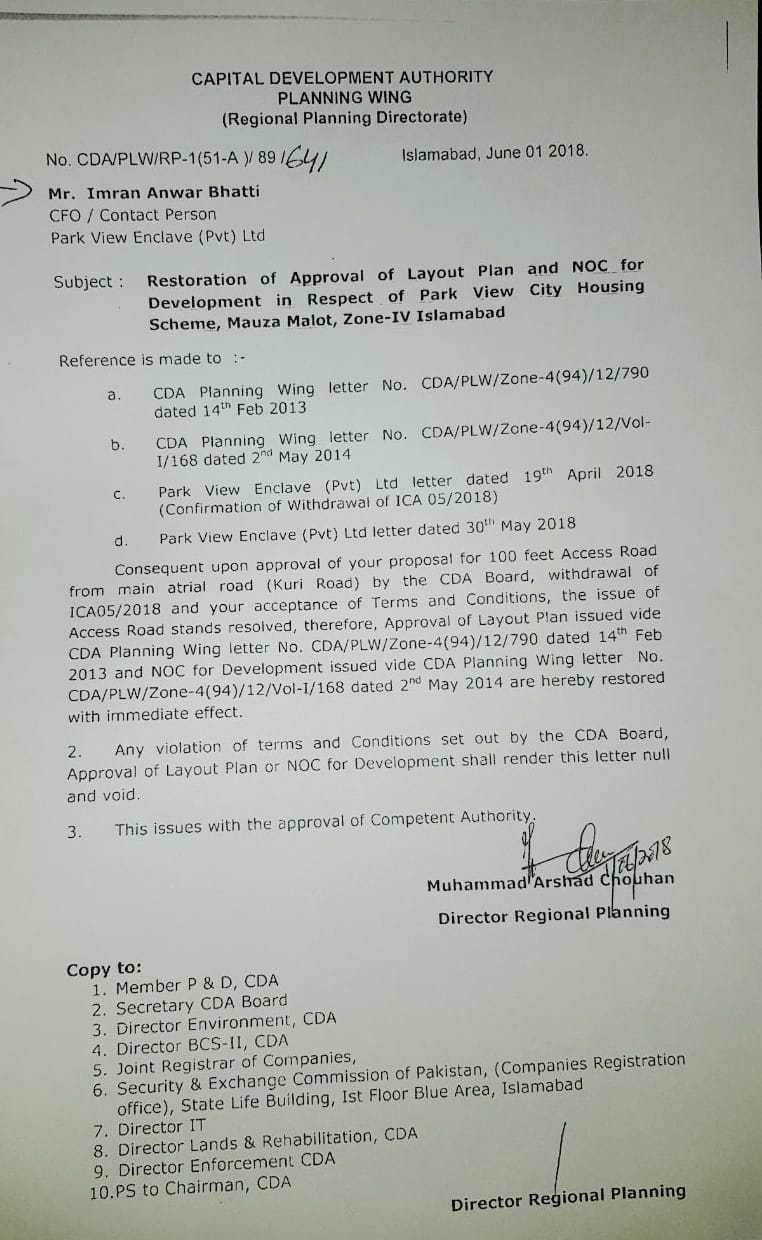 CAPITAL DEVELOPMENT AUTHORITY
PLANNING WING
(Regional Planning Directorate)
No. CDA/PLW/RP-1(51-A )/ 89 /641 Islamabad, June 01 2018.
Mr. Imran Anwar Bhatti
CFO / Contact Person
Park View Enclave (Pvt) Ltd
Subject : Restoration of Approval of Layout Plan and NOC for
Development in Respect of Park View City Housing
Scheme, Mauza Malot, Zone-IV Islamabad
Reference is made to :-
a. CDA Planning Wing letter No. CDA/PLW/Zone-4(94)/12/790
dated 14th Feb 2013
b. CDA Planning Wing letter No. CDA/PLW/Zone-4(94)/12/Vol-
I/168 dated 2nd May 2014
c. Park View Enclave (Pvt) Ltd letter dated 19th April 2018
(Confirmation of Withdrawal of ICA 05/2018)
d. Park View Enclave (Pvt) Ltd letter dated 30th May 2018
Consequent upon approval of your proposal for 100 feet Access Road
from main atrial road (Kuri Road) by the CDA Board, withdrawal of
ICA05/2018 and your acceptance of Terms and Conditions, the issue of
Access Road stands resolved, therefore, Approval of Layout Plan issued vide
CDA Planning Wing letter No. CDA/PLW/Zone-4(94)/12/790 dated 14th Feb
2013 and NOC for Development issued vide CDA Planning Wing letter No.
CDA/PLW/Zone-4(94)/12/Vol-I/168 dated 2nd May 2014 are hereby restored
with immediate effect.
2. Any violation of terms and Conditions set out by the CDA Board,
Approval of Layout Plan or NOC for Development shall render this letter null
and void.
3. This issues with the approval of Competent Authority.
1/06/2018
Muhammad Arshad Chouhan
Director Regional Planning
Copy to:
1. Member P & D, CDA
2. Secretary CDA Board
3. Director Environment, CDA
4. Director BCS-II, CDA
5. Joint Registrar of Companies,
6. Security & Exchange Commission of Pakistan, (Companies Registration
office), State Life Building, Ist Floor Blue Area, Islamabad
7. Director IT
8. Director Lands & Rehabilitation, CDA
9. Director Enforcement CDA
10.PS to Chairman, CDA
Director Regional Planning